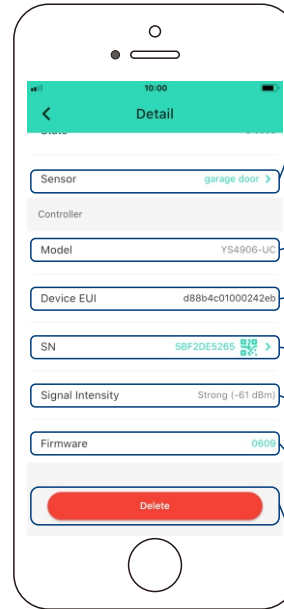 10:00
Detail
Sensor garage door >
Controller
Model YS4906-UC
Device EUI d88b4c01000242eb
SN 5BF2DE5265 >
Signal Intensity Strong (-61 dBm)
Firmware 0609
Delete